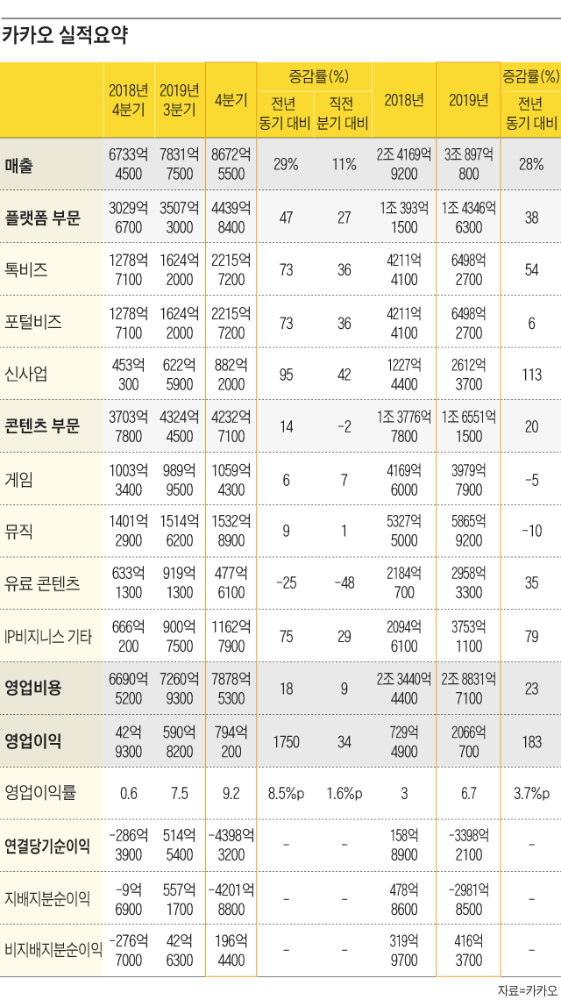 카카오 실적요약
2018년 4분기 2019년 3분기 4분기 증감률(%) 전년 동기 대비 직전 분기 대비 2018년 2019년 증감률(%) 전년 동기 대비
매출 6733억 4500 7831억 7500 8672억 5500 29% 11% 2조 4169억 9200 3조 897억 800 28%
플랫폼 부문 3029억 6700 3507억 3000 4439억 8400 47 27 1조 393억 1500 1조 4346억 6300 38
톡비즈 1278억 7100 1624억 2000 2215억 7200 73 36 4211억 4100 6498억 2700 54
포털비즈 1278억 7100 1624억 2000 2215억 7200 73 36 4211억 4100 6498억 2700 6
신사업 453억 300 622억 5900 882억 2000 95 42 1227억 4400 2612억 3700 113
콘텐츠 부문 3703억 7800 4324억 4500 4232억 7100 14 -2 1조 3776억 7800 1조 6551억 1500 20
게임 1003억 3400 989억 9500 1059억 4300 6 7 4169억 6000 3979억 7900 -5
뮤직 1401억 2900 1514억 6200 1532억 8900 9 1 5327억 5000 5865억 9200 -10
유료 콘텐츠 633억 1300 919억 1300 477억 6100 -25 -48 2184억 700 2958억 3300 35
IP비지니스 기타 666억 200 900억 7500 1162억 7900 75 29 2094억 6100 3753억 1100 79
영업비용 6690억 5200 7260억 9300 7878억 5300 18 9 2조 3440억 4400 2조 8831억 7100 23
영업이익 42억 9300 590억 8200 794억 200 1750 34 729억 4900 2066억 700 183
영업이익률 0.6 7.5 9.2 8.5%p 1.6%p 3 6.7 3.7%p
연결당기순이익 -286억 3900 514억 5400 -4398억 3200 - - 158억 8900 -3398억 2100 -
지배지분순이익 -9억 6900 557억 1700 -4201억 8800 - - 478억 8600 -2981억 8500 -
비지배지분순이익 -276억 7000 42억 6300 196억 4400 - - 319억 9700 416억 3700 -
자료=카카오